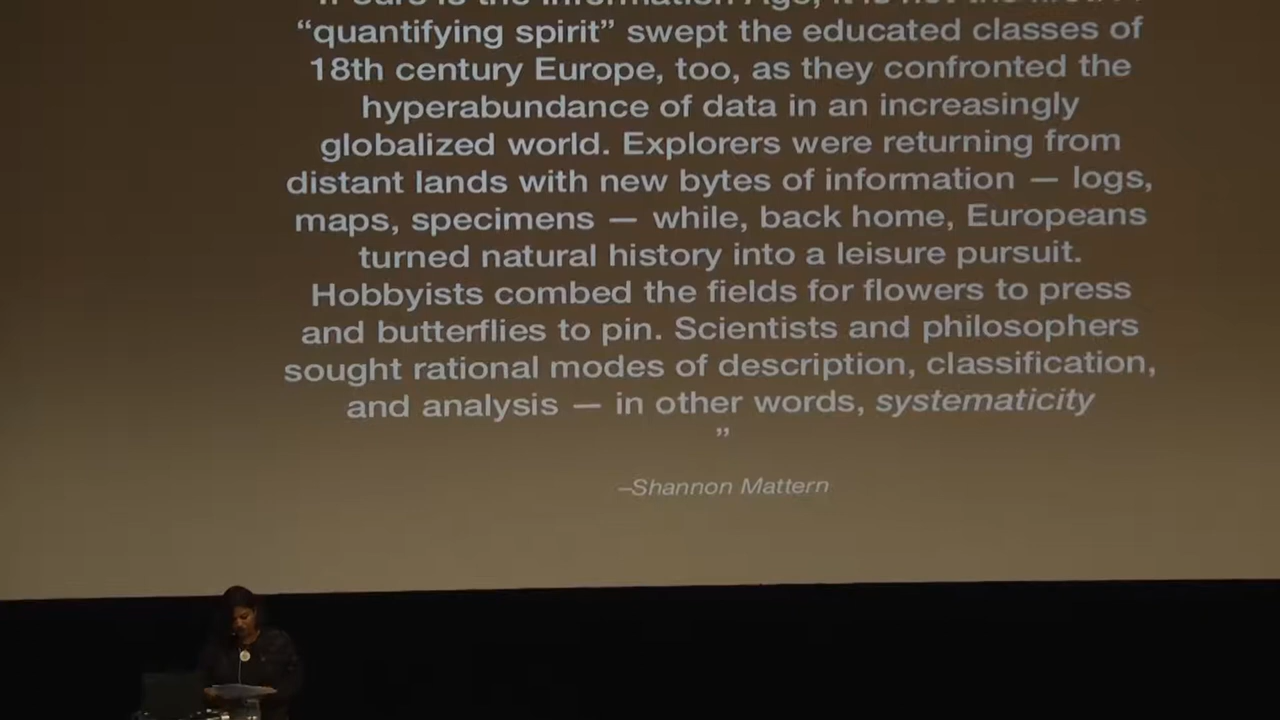 “quantifying spirit” swept the educated classes of
18th century Europe, too, as they confronted the
hyperabundance of data in an increasingly
globalized world. Explorers were returning from
distant lands with new bytes of information — logs,
maps, specimens — while, back home, Europeans
turned natural history into a leisure pursuit.
Hobbyists combed the fields for flowers to press
and butterflies to pin. Scientists and philosophers
sought rational modes of description, classification,
and analysis — in other words, systematicity
”
–Shannon Mattern